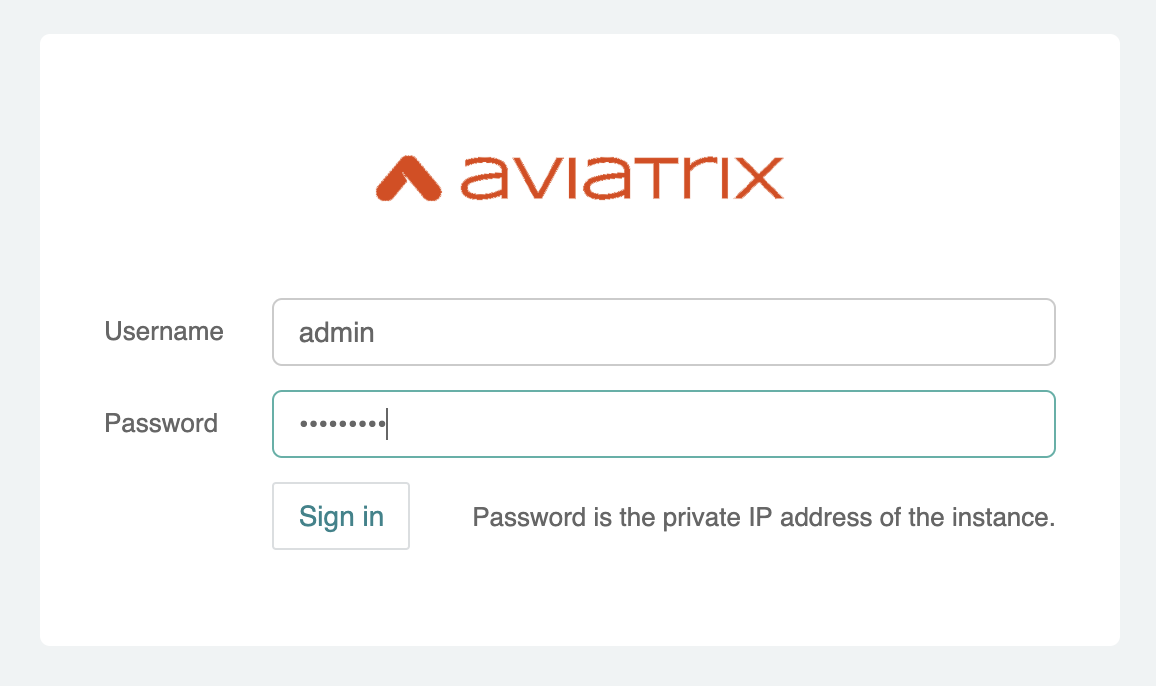 aviatrix
Username admin
Password •••••••••
Sign in Password is the private IP address of the instance.